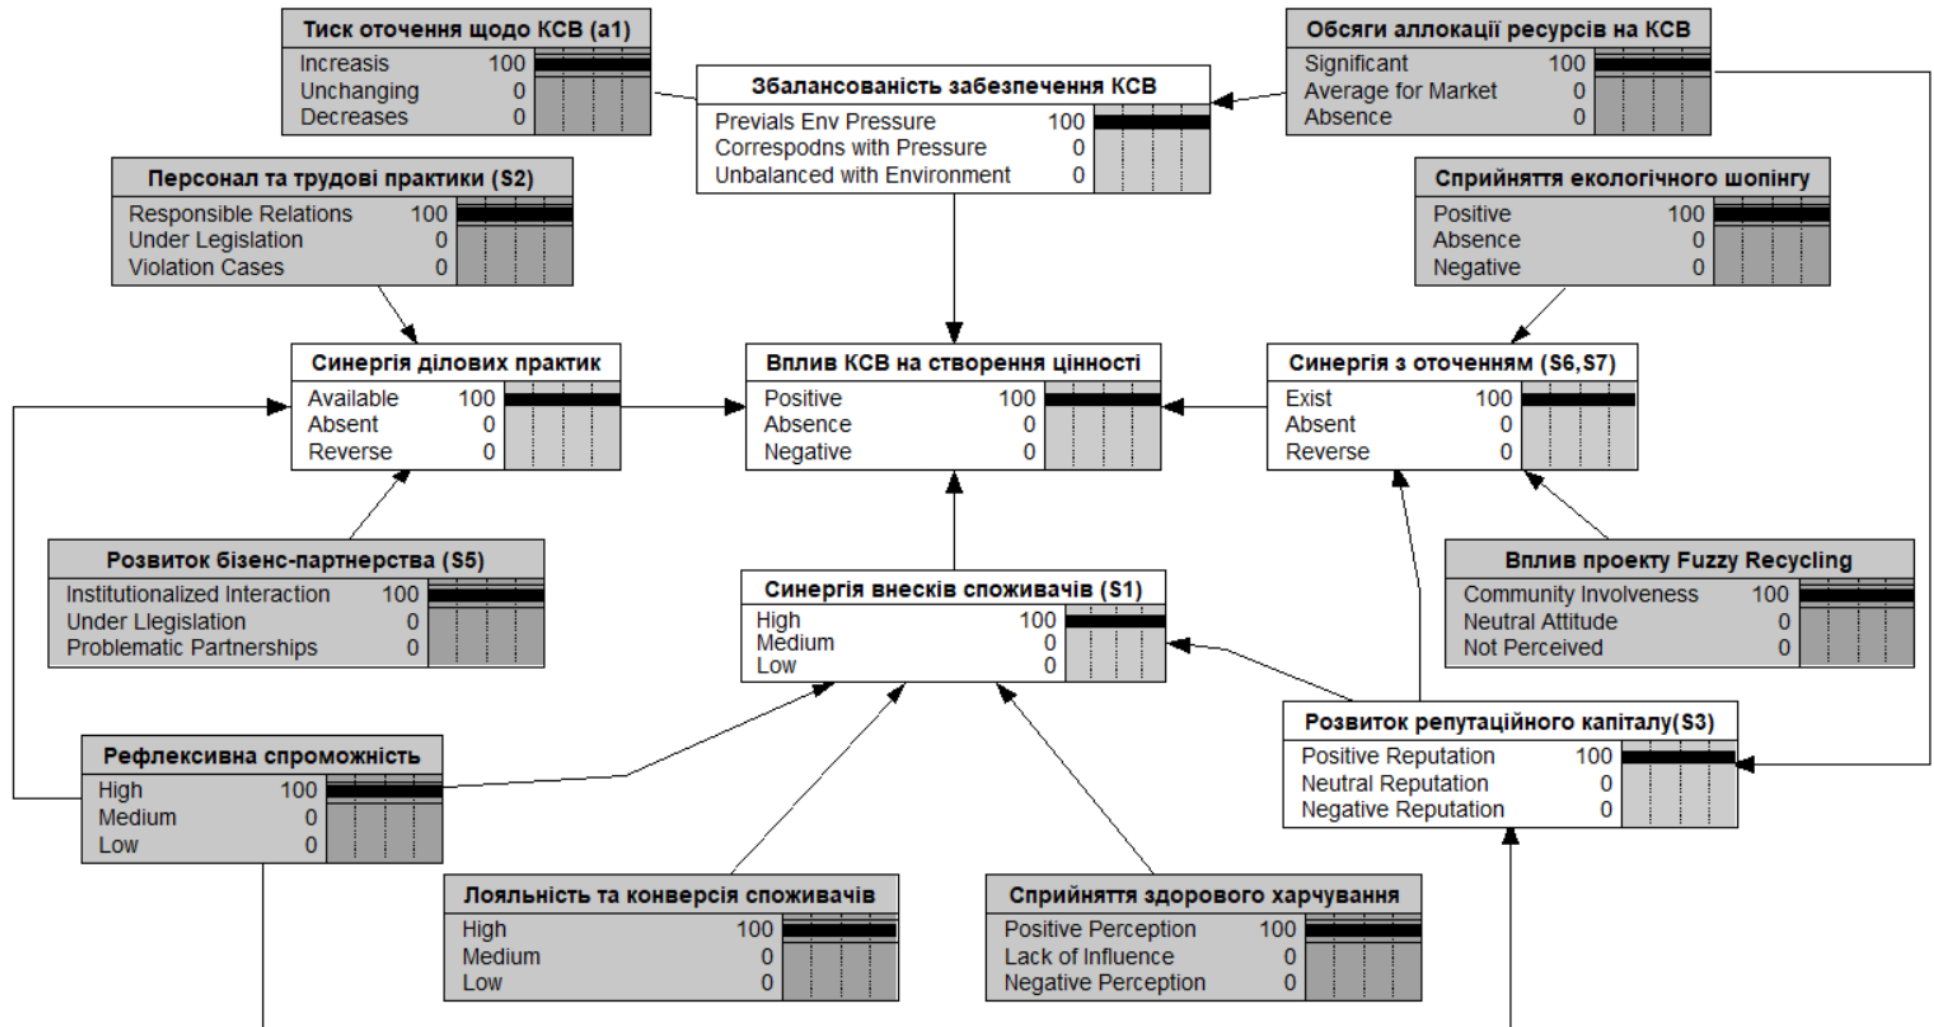 Тиск оточення щодо КСВ (a1)
Increasis 100
Unchanging 0
Decreases 0
Збалансованість забезпечення КСВ
Previals Env Pressure 100
Correspodns with Pressure 0
Unbalanced with Environment 0
Обсяги аллокації ресурсів на КСВ
Significant 100
Average for Market 0
Absence 0
Персонал та трудові практики (S2)
Responsible Relations 100
Under Legislation 0
Violation Cases 0
Сприйняття екологічного шопінгу
Positive 100
Absence 0
Negative 0
Синергія ділових практик
Available 100
Absent 0
Reverse 0
Вплив КСВ на створення цінності
Positive 100
Absence 0
Negative 0
Синергія з оточенням (S6,S7)
Exist 100
Absent 0
Reverse 0
Розвиток бізенс-партнерства (S5)
Institutionalized Interaction 100
Under Llegislation 0
Problematic Partnerships 0
Синергія внесків споживачів (S1)
High 100
Medium 0
Low 0
Вплив проекту Fuzzy Recycling
Community Involveness 100
Neutral Attitude 0
Not Perceived 0
Розвиток репутаційного капіталу(S3)
Positive Reputation 100
Neutral Reputation 0
Negative Reputation 0
Рефлексивна спроможність
High 100
Medium 0
Low 0
Лояльність та конверсія споживачів
High 100
Medium 0
Low 0
Сприйняття здорового харчування
Positive Perception 100
Lack of Influence 0
Negative Perception 0